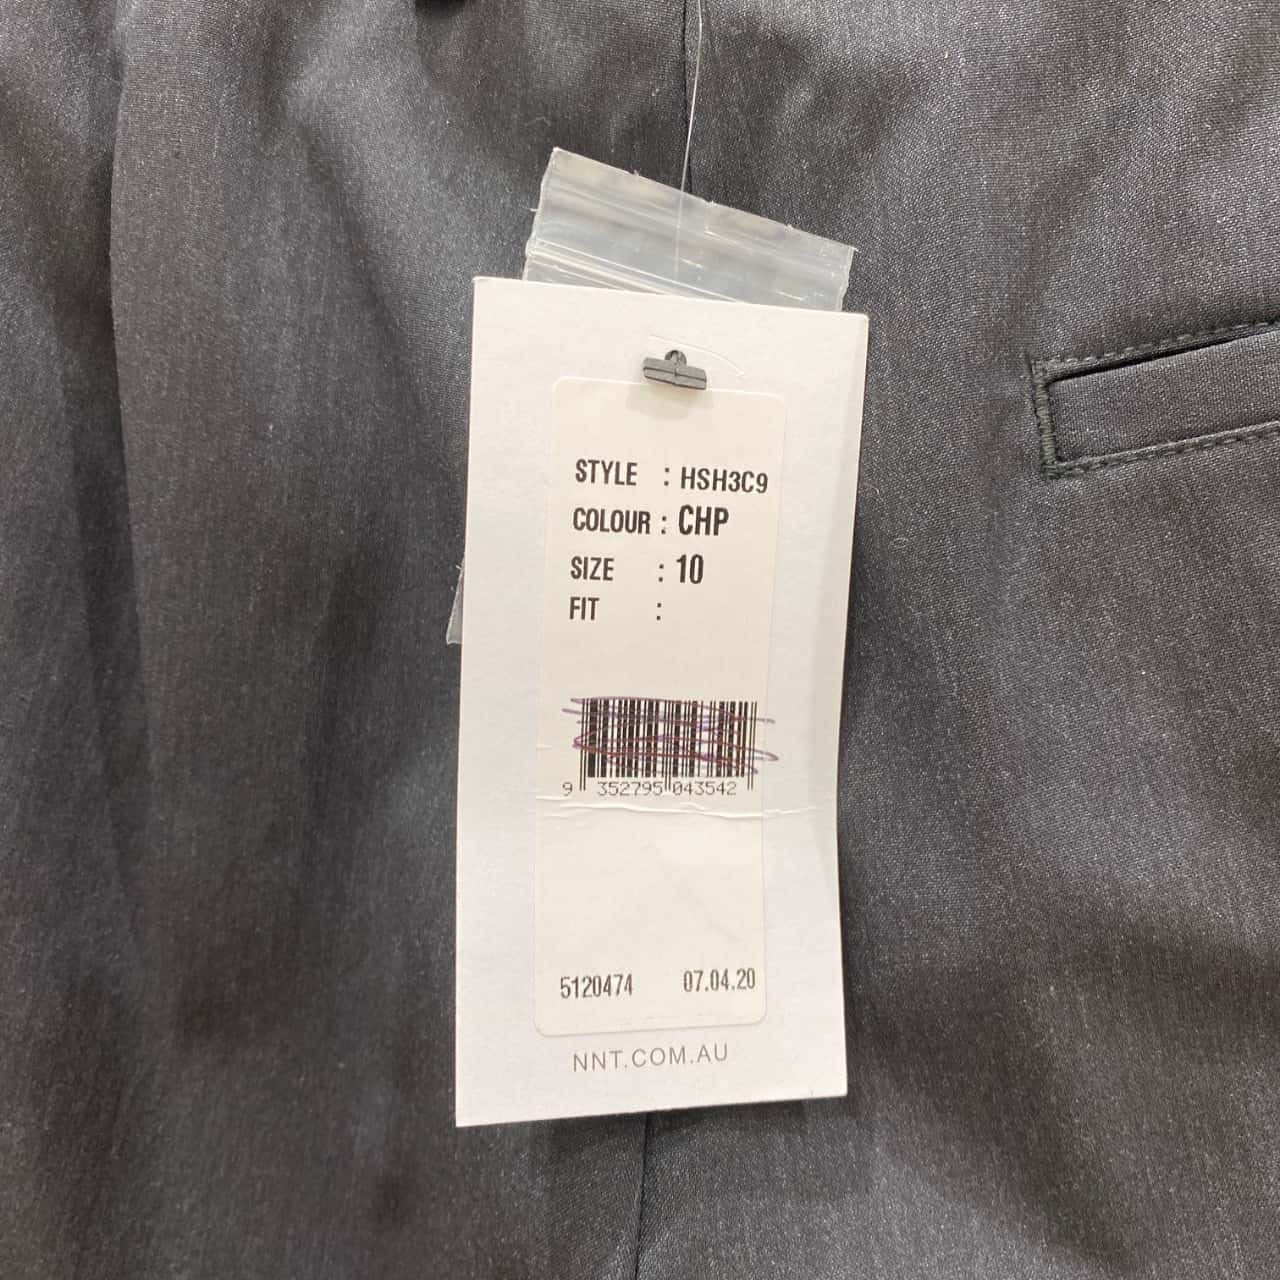 STYLE : HSH3C9
COLOUR : CHP
SIZE : 10
FIT :
9 352795 043542
5120474 07.04.20
NNT.COM.AU